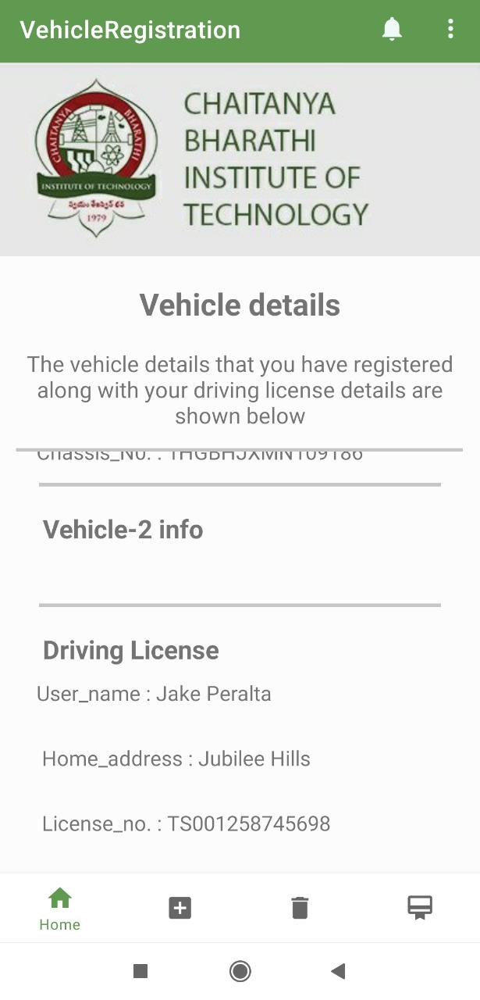 VehicleRegistration
CHAITANYA BHARATHI
INSTITUTE OF TECHNOLOGY
1979
CHAITANYA
BHARATHI
INSTITUTE OF
TECHNOLOGY
Vehicle details
The vehicle details that you have registered
along with your driving license details are
shown below
Chassis_No. : 1HGBHJXMN109186
Vehicle-2 info
Driving License
User_name : Jake Peralta
Home_address : Jubilee Hills
License_no. : TS001258745698
Home